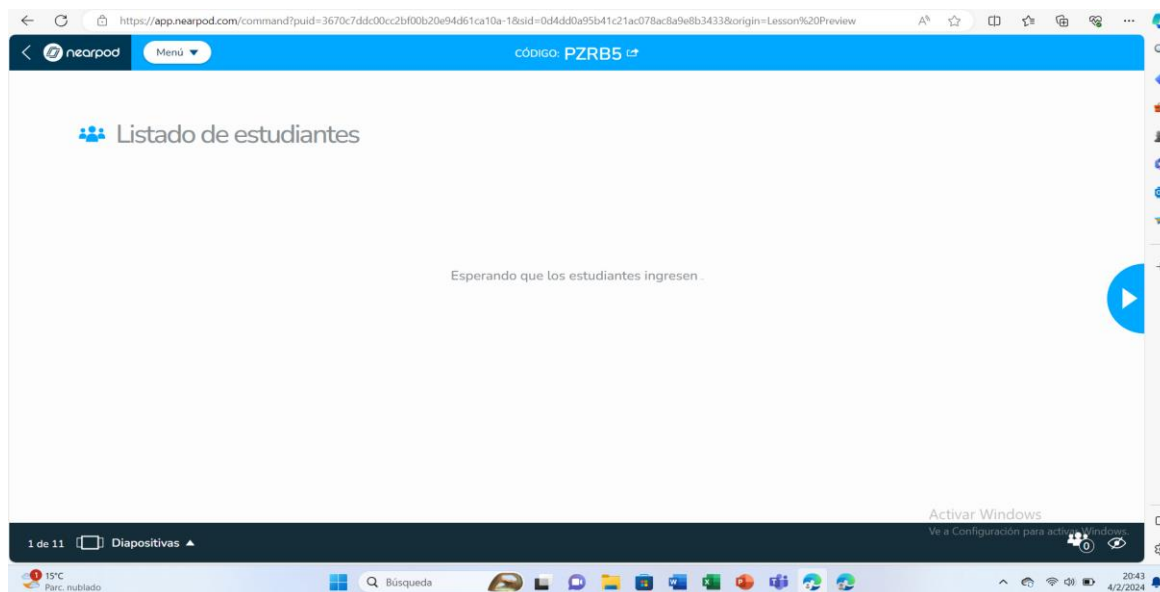 https://app.nearpod.com/command?puid=3670c7ddc00cc2bf00b20e94d61ca10a-1&sid=0d4dd0a95b41c21ac078ac8a9e8b3433&origin=Lesson%20Preview
nearpod
Menú
CÓDIGO: PZRB5
Listado de estudiantes
Esperando que los estudiantes ingresen .
Activar Windows
Ve a Configuración para activar Windows.
1 de 11
Diapositivas
0
1
15°C
Parc. nublado
Búsqueda
20:43
4/2/2024